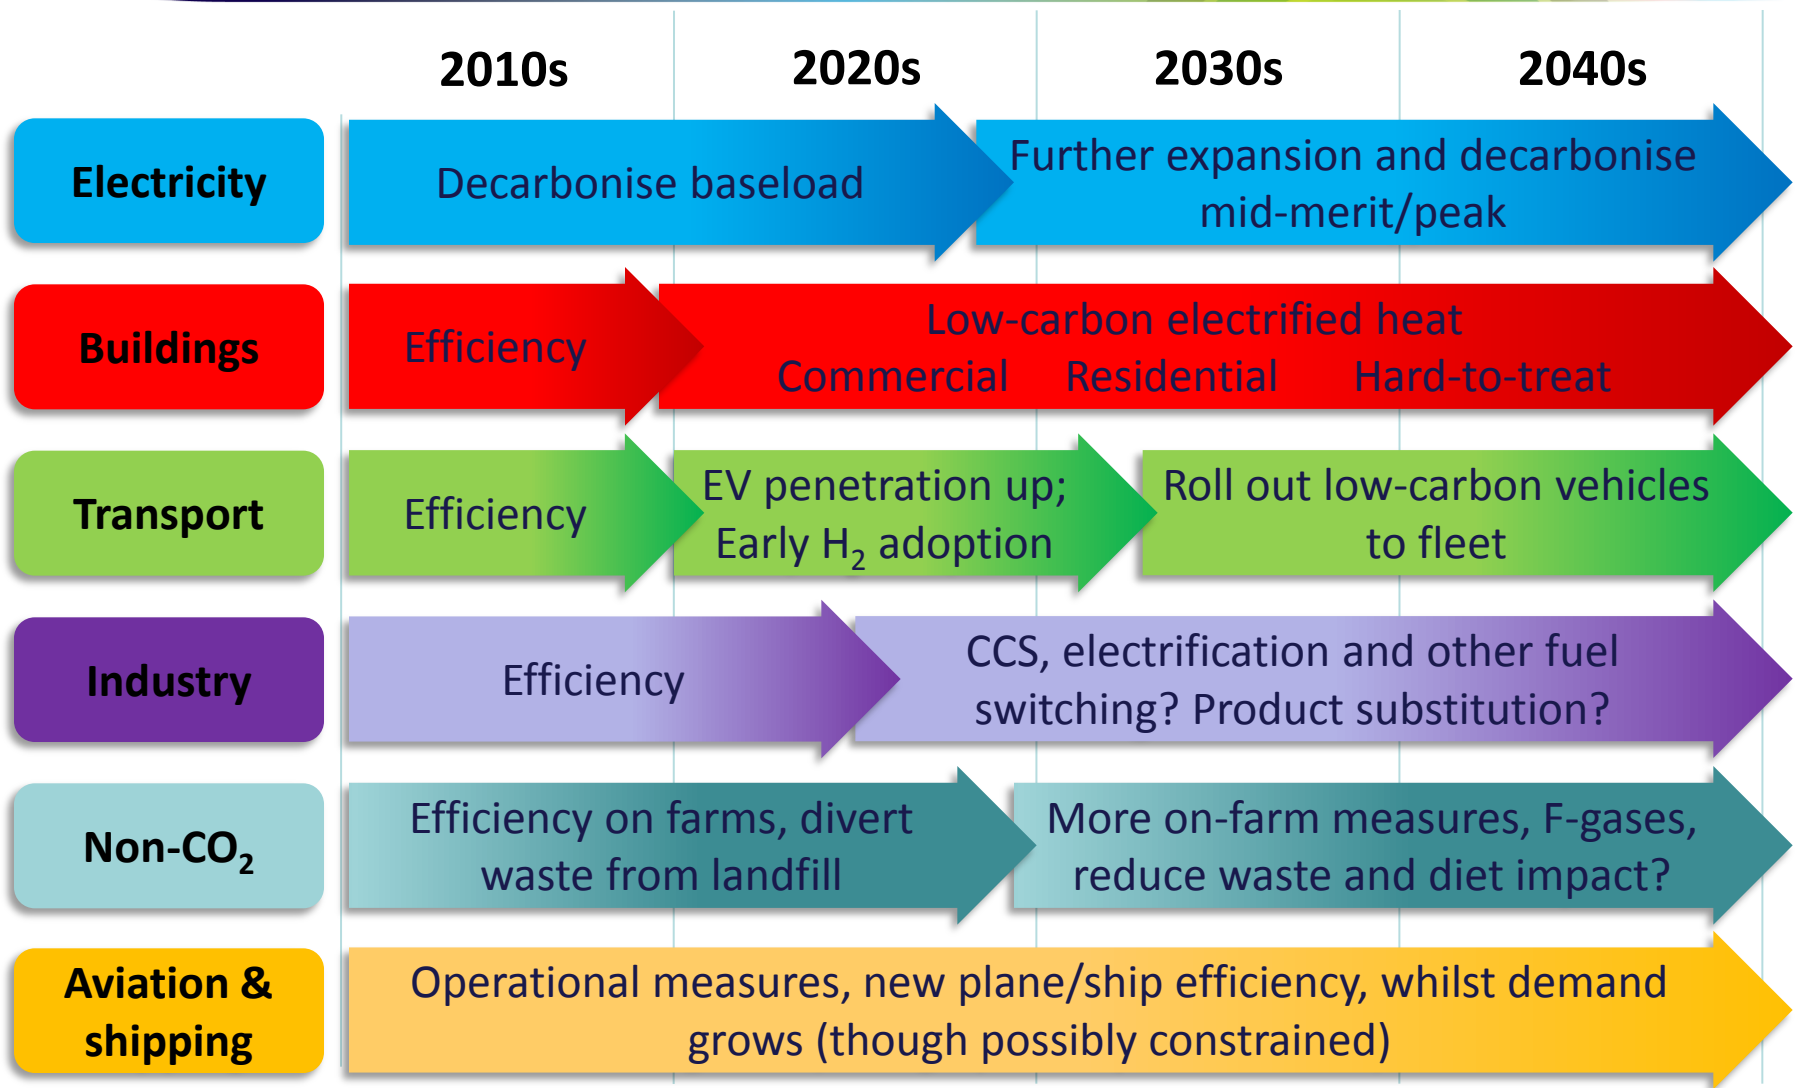 2010s 2020s 2030s 2040s
Electricity
Decarbonise baseload
Further expansion and decarbonise
mid-merit/peak
Buildings
Efficiency
Low-carbon electrified heat
Commercial Residential Hard-to-treat
Transport
Efficiency
EV penetration up;
Early H₂ adoption
Roll out low-carbon vehicles
to fleet
Industry
Efficiency
CCS, electrification and other fuel
switching? Product substitution?
Non-CO₂
Efficiency on farms, divert
waste from landfill
More on-farm measures, F-gases,
reduce waste and diet impact?
Aviation &
shipping
Operational measures, new plane/ship efficiency, whilst demand
grows (though possibly constrained)